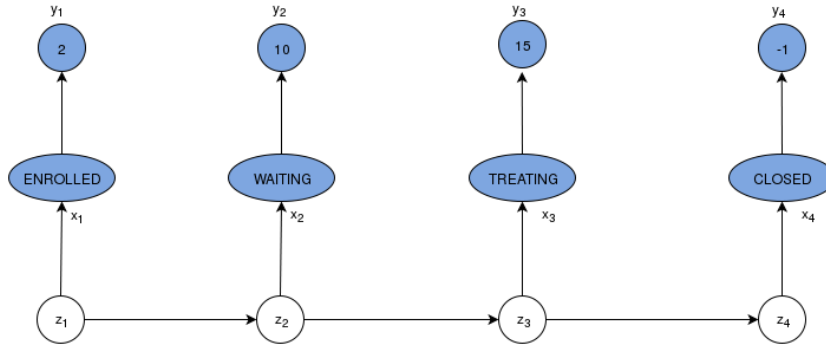 y1 y2 y3 y4
2 10 15 -1
ENROLLED WAITING TREATING CLOSED
x1 x2 x3 x4
z1 z2 z3 z4